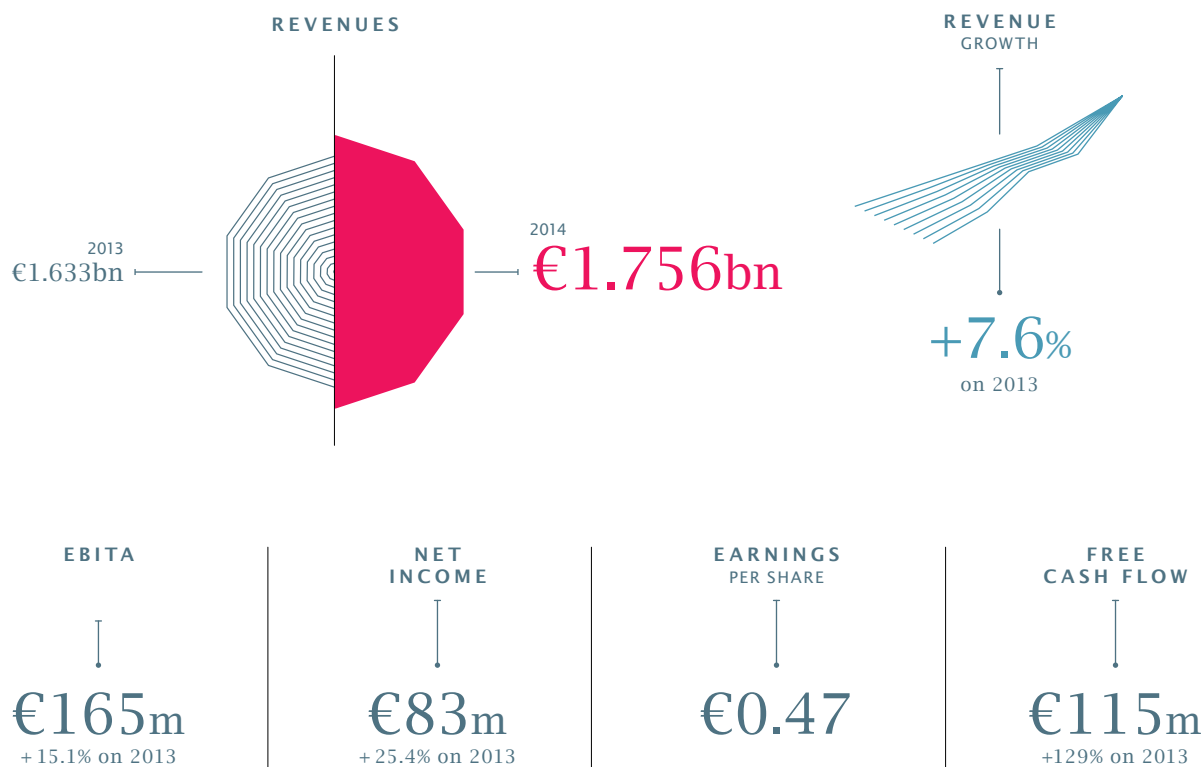 REVENUES
2013
€1.633bn
2014
€1.756bn
REVENUE
GROWTH
+7.6%
on 2013
EBITA
€165m
+15.1% on 2013
NET
INCOME
€83m
+25.4% on 2013
EARNINGS
PER SHARE
€0.47
FREE
CASH FLOW
€115m
+129% on 2013